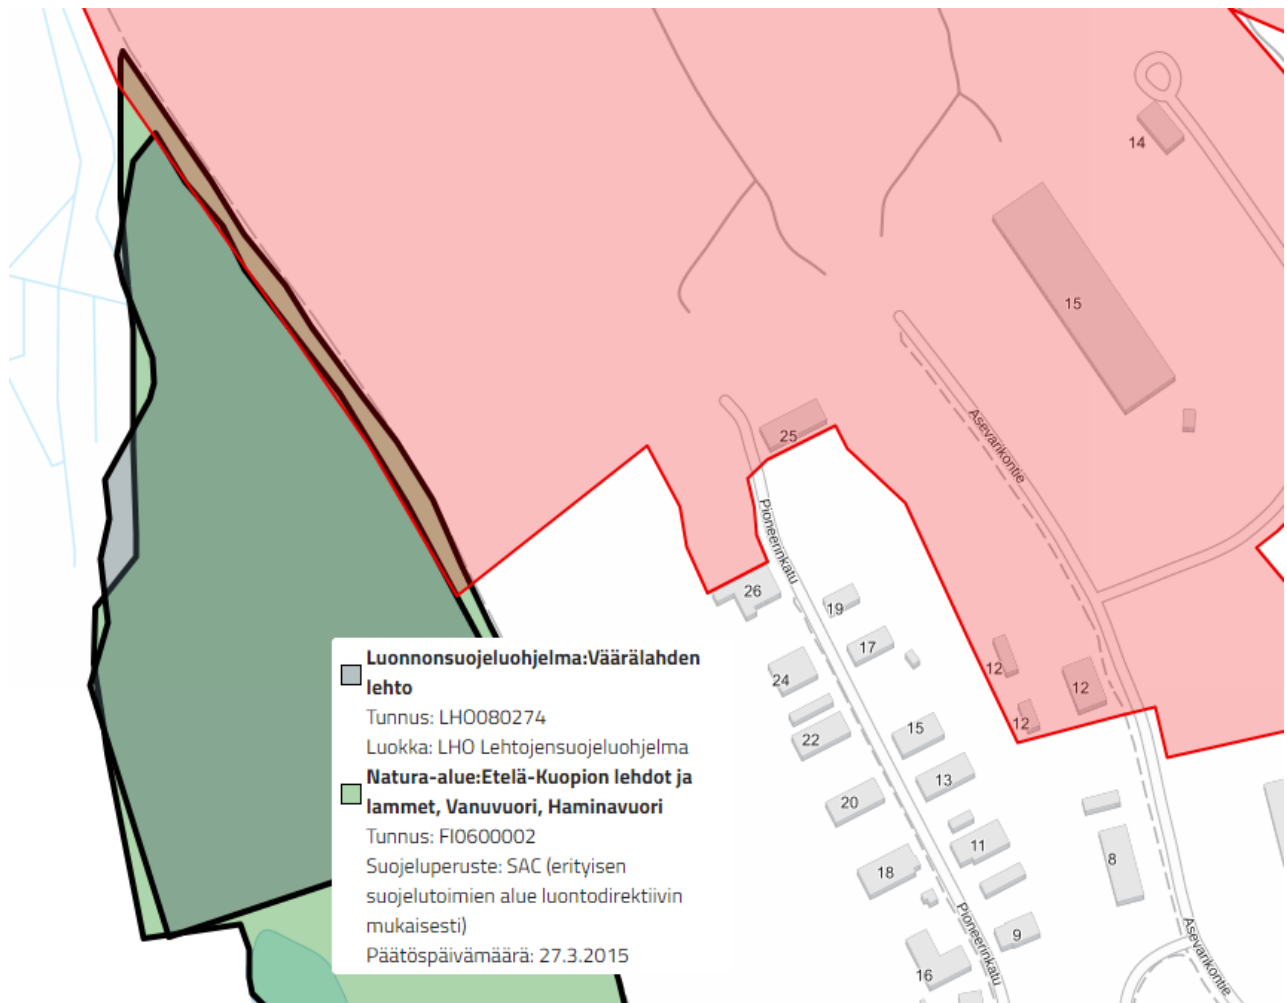 14
15
25
Asevarikontie
Pioneerinkatu
26
19
17
12
12
12
24
22
15
13
20
11
8
18
9
16
Pioneerinkatu
Asevarikontie
Luonnonsuojeluohjelma:Väärälahden
lehto
Tunnus: LHO080274
Luokka: LHO Lehtojensuojeluohjelma
Natura-alue:Etelä-Kuopion lehdot ja
lammet, Vanuvuori, Haminavuori
Tunnus: FI0600002
Suojeluperuste: SAC (erityisen
suojelutoimien alue luontodirektiivin
mukaisesti)
Päätöspäivämäärä: 27.3.2015